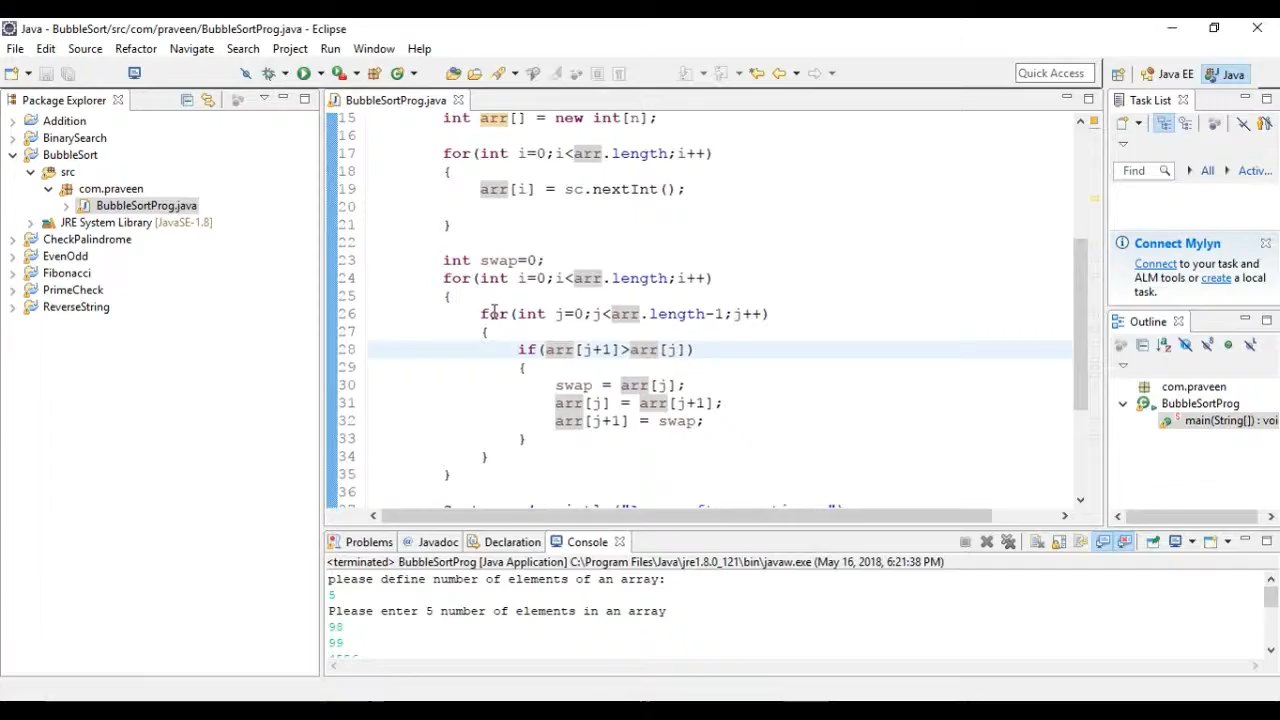 Java - BubbleSort/src/com/praveen/BubbleSortProg.java - Eclipse
File Edit Source Refactor Navigate Search Project Run Window Help
Quick Access Java EE Java
Package Explorer
Addition
BinarySearch
BubbleSort
src
com.praveen
BubbleSortProg.java
JRE System Library [JavaSE-1.8]
CheckPalindrome
EvenOdd
Fibonacci
PrimeCheck
ReverseString
BubbleSortProg.java
15 int arr[] = new int[n];
16
17 for(int i=0;i<arr.length;i++)
18 {
19 arr[i] = sc.nextInt();
20
21 }
22
23 int swap=0;
24 for(int i=0;i<arr.length;i++)
25 {
26 for(int j=0;j<arr.length-1;j++)
27 {
28 if(arr[j+1]>arr[j])
29 {
30 swap = arr[j];
31 arr[j] = arr[j+1];
32 arr[j+1] = swap;
33 }
34 }
35 }
36
Task List
Find All Activ...
Connect Mylyn
Connect to your task and
ALM tools or create a local
task.
Outline
com.praveen
BubbleSortProg
main(String[]) : voi
Problems @ Javadoc Declaration Console
<terminated> BubbleSortProg [Java Application] C:\Program Files\Java\jre1.8.0_121\bin\javaw.exe (May 16, 2018, 6:21:38 PM)
please define number of elements of an array:
5
Please enter 5 number of elements in an array
98
99